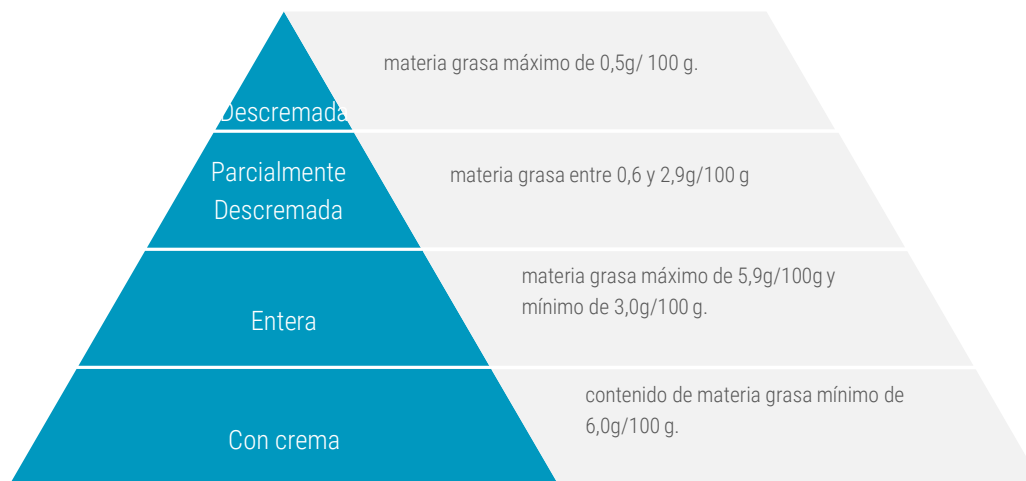 Descremada
materia grasa máximo de 0,5g/ 100 g.
Parcialmente
Descremada
materia grasa entre 0,6 y 2,9g/100 g
Entera
materia grasa máximo de 5,9g/100g y
mínimo de 3,0g/100 g.
Con crema
contenido de materia grasa mínimo de
6,0g/100 g.